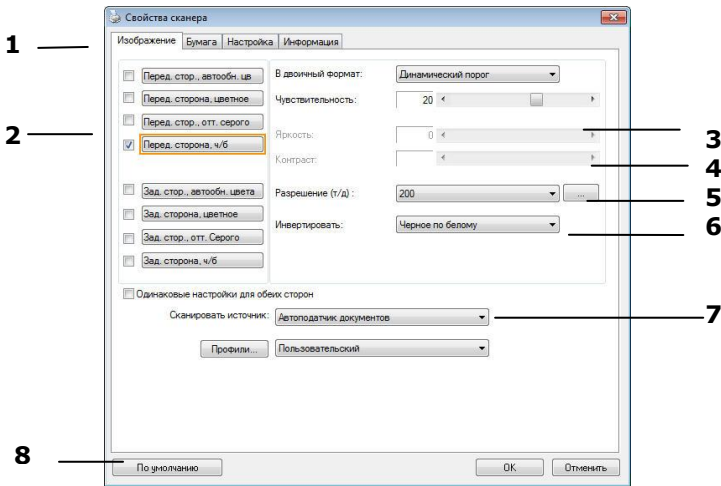 Свойства сканера
1
Изображение Бумага Настройка Информация
Перед. стор., автообн. цв В двоичный формат: Динамический порог
Перед. сторона, цветное Чувствительность: 20
Перед. стор., отт. серого
2
Яркость: 0
3
Перед. сторона, ч/б
Контраст:
4
Зад. стор., автообн. цвета Разрешение (т/д) : 200 ...
5
Зад. сторона, цветное
Инвертировать: Черное по белому
6
Зад. стор., отт. Серого
Зад. сторона, ч/б
Одинаковые настройки для обеих сторон
Сканировать источник: Автоподатчик документов
7
Профили... Пользовательский
8
По умолчанию OK Отменить